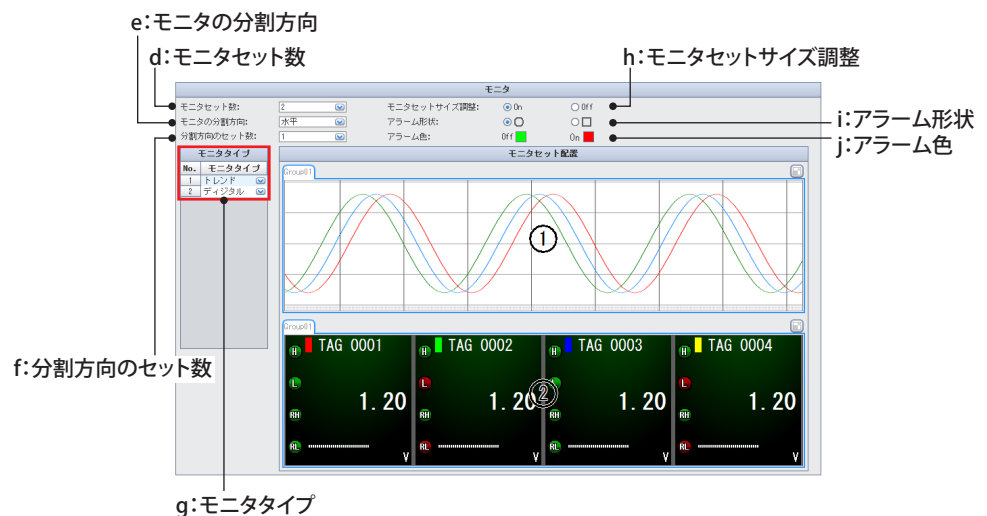 e：モニタの分割方向
d：モニタセット数
h：モニタセットサイズ調整
モニタ
モニタセット数: 2 モニタセットサイズ調整: On Off
モニタの分割方向: 水平 アラーム形状:
i：アラーム形状
分割方向のセット数: 1 アラーム色: Off On
j：アラーム色
モニタタイプ モニタセット配置
No. モニタタイプ
1 トレンド
2 ディジタル
Group01
①
Group01
H TAG 0001 H TAG 0002 H TAG 0003 H TAG 0004
L L L
②
1.20 1.20 1.20 1.20
RH RH RH RH
RL RL RL RL
V V V V
f：分割方向のセット数
g：モニタタイプ